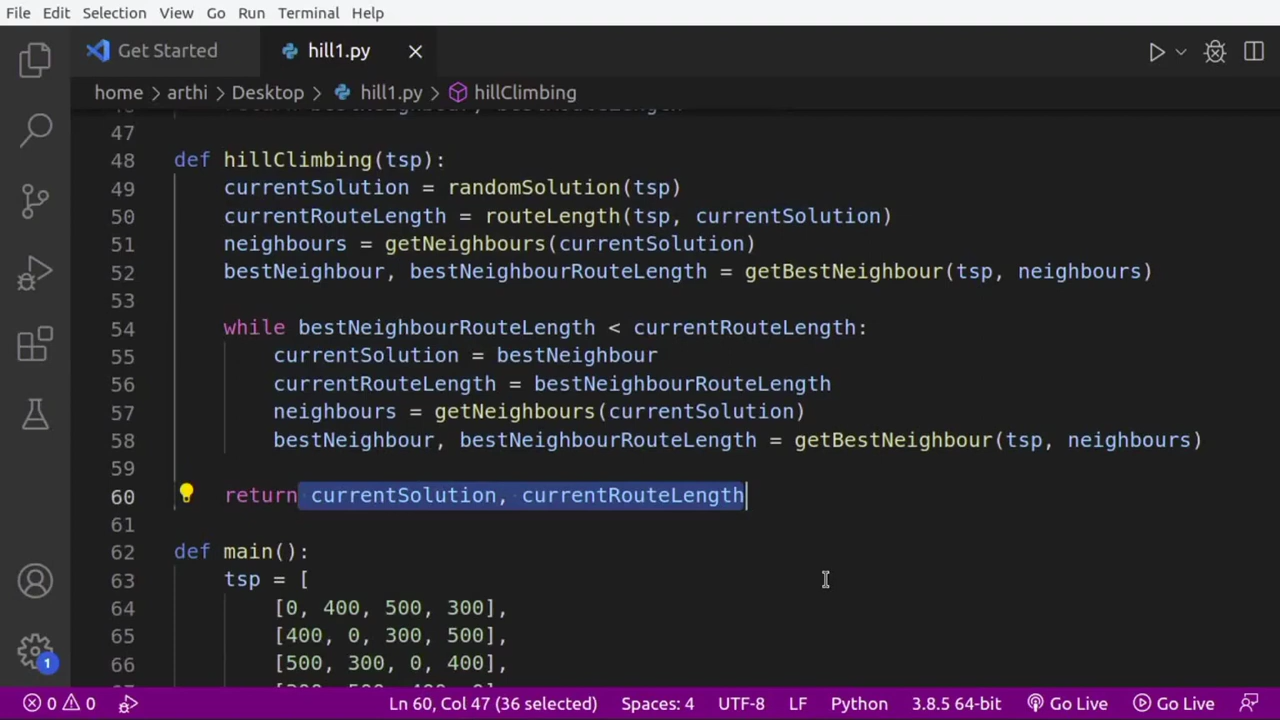 File Edit Selection View Go Run Terminal Help
Get Started hill1.py
home > arthi > Desktop > hill1.py > hillClimbing
47
48 def hillClimbing(tsp):
49 currentSolution = randomSolution(tsp)
50 currentRouteLength = routeLength(tsp, currentSolution)
51 neighbours = getNeighbours(currentSolution)
52 bestNeighbour, bestNeighbourRouteLength = getBestNeighbour(tsp, neighbours)
53
54 while bestNeighbourRouteLength < currentRouteLength:
55 currentSolution = bestNeighbour
56 currentRouteLength = bestNeighbourRouteLength
57 neighbours = getNeighbours(currentSolution)
58 bestNeighbour, bestNeighbourRouteLength = getBestNeighbour(tsp, neighbours)
59
60 return currentSolution, currentRouteLength
61
62 def main():
63 tsp = [
64 [0, 400, 500, 300],
65 [400, 0, 300, 500],
66 [500, 300, 0, 400],
1 0 0 Ln 60, Col 47 (36 selected) Spaces: 4 UTF-8 LF Python 3.8.5 64-bit Go Live Go Live